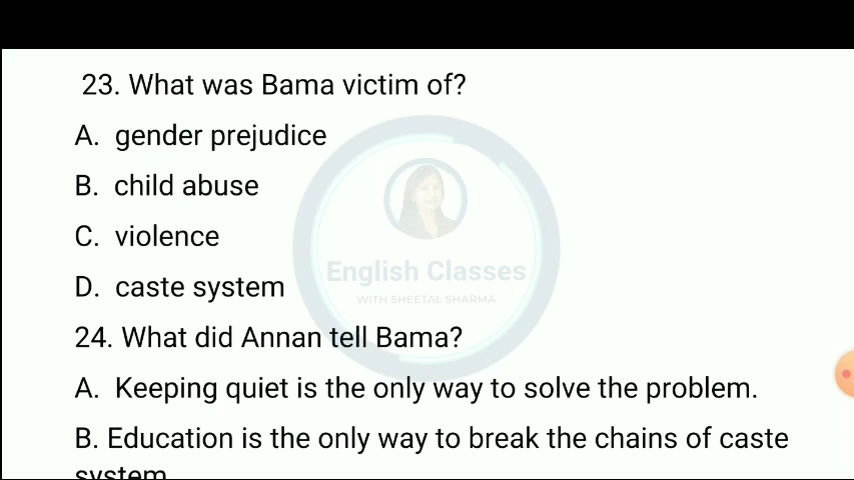 23. What was Bama victim of?
A. gender prejudice
B. child abuse
C. violence
English Classes
D. caste system
WITH SHEETAL SHARMA
24. What did Annan tell Bama?
A. Keeping quiet is the only way to solve the problem.
B. Education is the only way to break the chains of caste
system